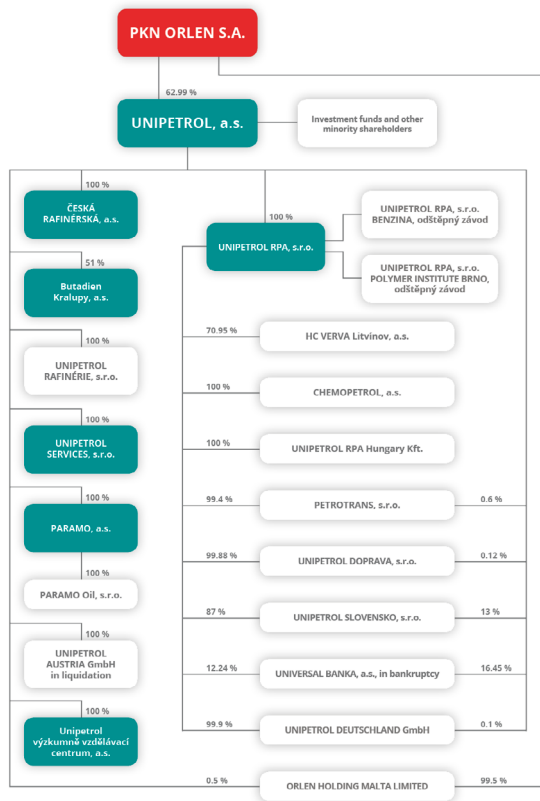 PKN ORLEN S.A.
62.99 %
UNIPETROL, a.s.
Investment funds and other
minority shareholders
100 %
ČESKÁ
RAFINÉRSKÁ, a.s.
51 %
Butadien
Kralupy, a.s.
100 %
UNIPETROL
RAFINÉRIE, s.r.o.
100 %
UNIPETROL
SERVICES, s.r.o.
100 %
PARAMO, a.s.
100 %
PARAMO Oil, s.r.o.
100 %
UNIPETROL
AUSTRIA GmbH
in liquidation
100 %
Unipetrol
výzkumně vzdělávací
centrum, a.s.
100 %
UNIPETROL RPA, s.r.o.
UNIPETROL RPA, s.r.o.
BENZINA, odštěpný závod
UNIPETROL RPA, s.r.o.
POLYMER INSTITUTE BRNO,
odštěpný závod
70.95 %
HC VERVA Litvínov, a.s.
100 %
CHEMOPETROL, a.s.
100 %
UNIPETROL RPA Hungary Kft.
99.4 %
PETROTRANS, s.r.o.
0.6 %
99.88 %
UNIPETROL DOPRAVA, s.r.o.
0.12 %
87 %
UNIPETROL SLOVENSKO, s.r.o.
13 %
12.24 %
UNIVERSAL BANKA, a.s., in bankruptcy
16.45 %
99.9 %
UNIPETROL DEUTSCHLAND GmbH
0.1 %
0.5 %
ORLEN HOLDING MALTA LIMITED
99.5 %